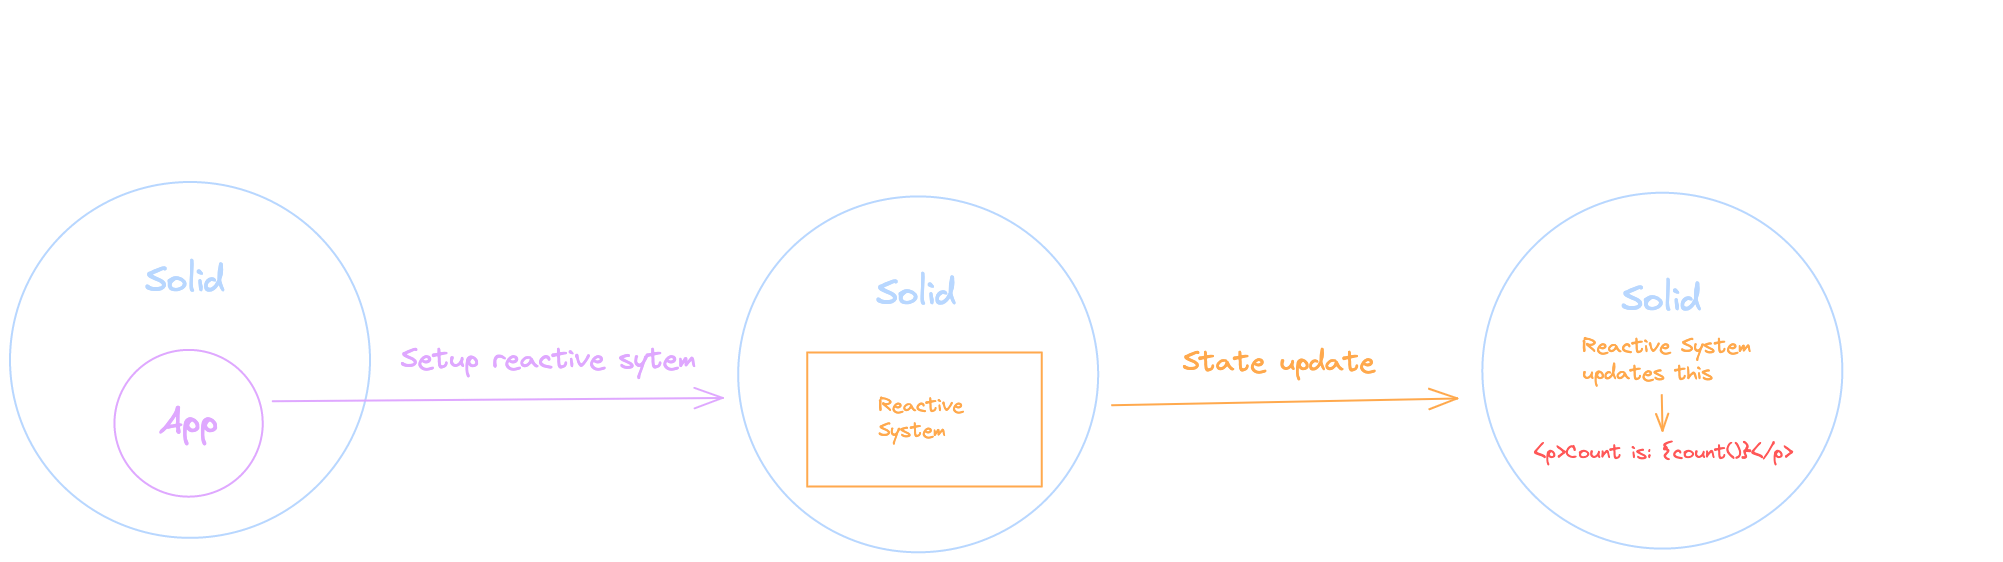 Solid
App
Setup reactive sytem
Solid
Reactive
System
State update
Solid
Reactive System
updates this
<p>Count is: {count()}</p>